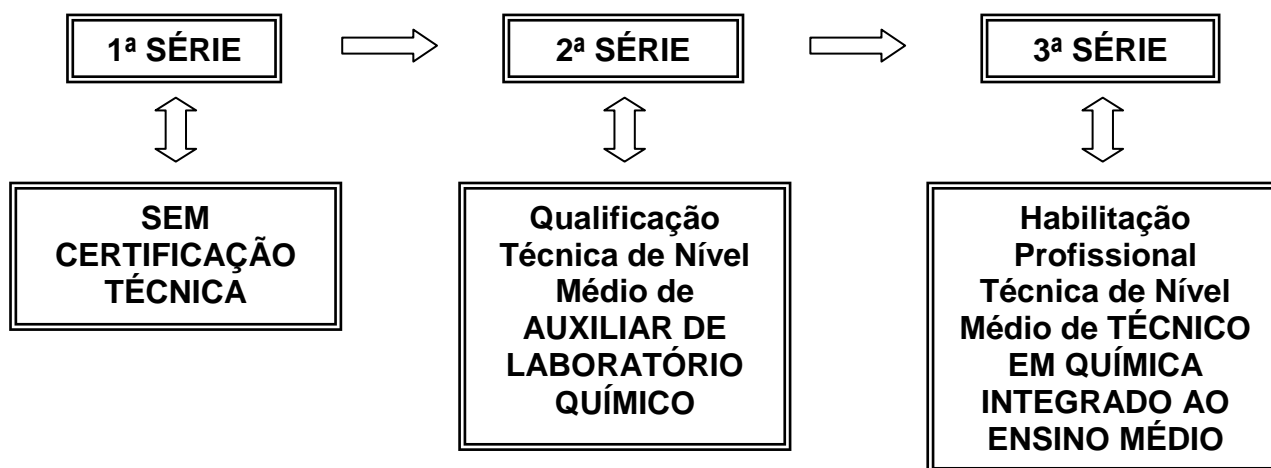 1ª SÉRIE
2ª SÉRIE
3ª SÉRIE
SEM
CERTIFICAÇÃO
TÉCNICA
Qualificação
Técnica de Nível
Médio de
AUXILIAR DE
LABORATÓRIO
QUÍMICO
Habilitação
Profissional
Técnica de Nível
Médio de TÉCNICO
EM QUÍMICA
INTEGRADO AO
ENSINO MÉDIO